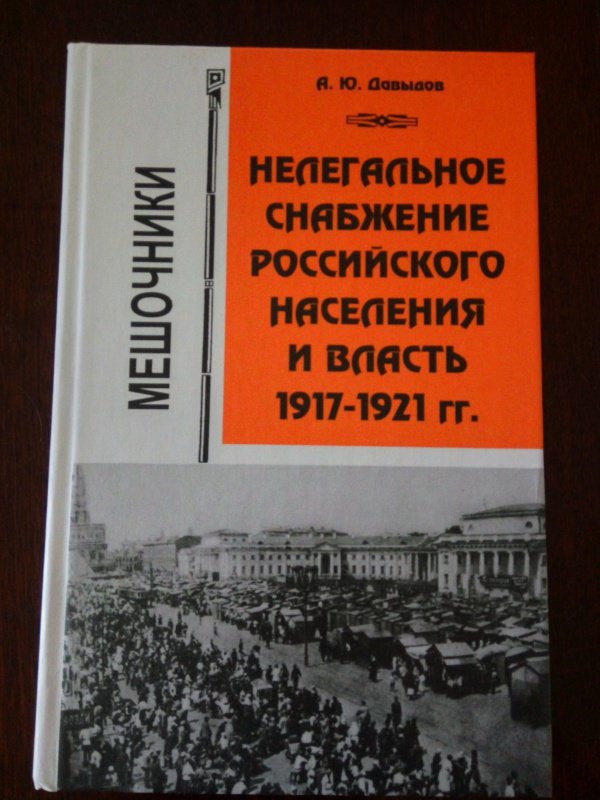 А. Ю. Давыдов
МЕШОЧНИКИ
НЕЛЕГАЛЬНОЕ
СНАБЖЕНИЕ
РОССИЙСКОГО
НАСЕЛЕНИЯ
И ВЛАСТЬ
1917-1921 гг.